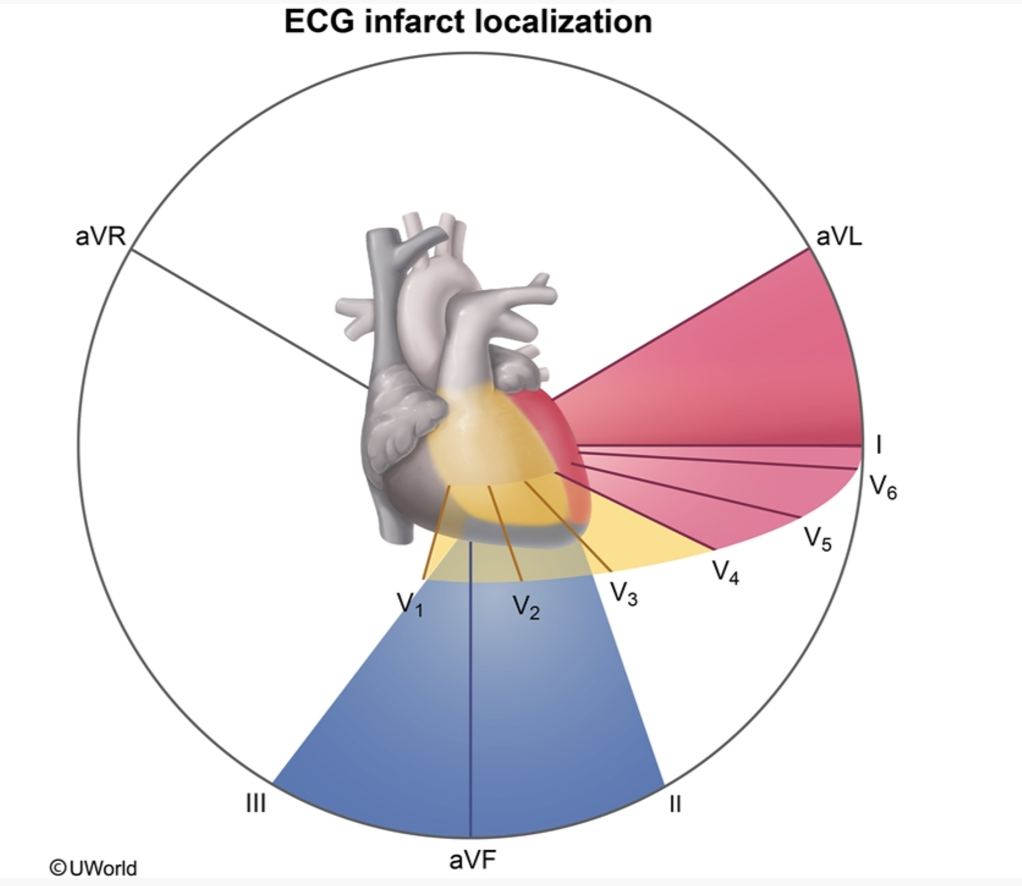 ECG infarct localization
aVR
aVL
I
V₆
V₅
V₄
V₃
V₂
V₁
III
II
aVF
©UWorld